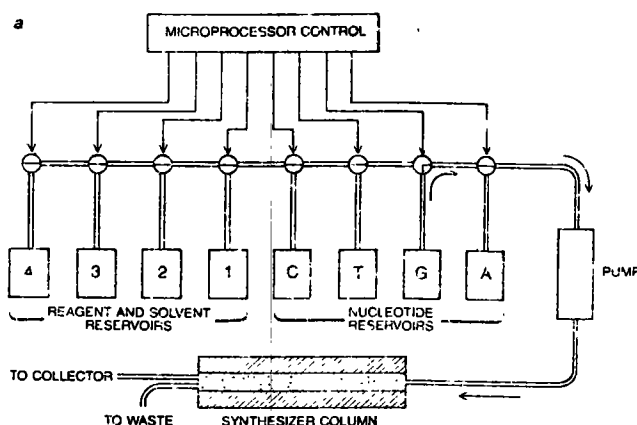 a
MICROPROCESSOR CONTROL
4 3 2 1 C T G A
PUMP
REAGENT AND SOLVENT
RESERVOIRS
NUCLEOTIDE
RESERVOIRS
TO COLLECTOR
TO WASTE
SYNTHESIZER COLUMN